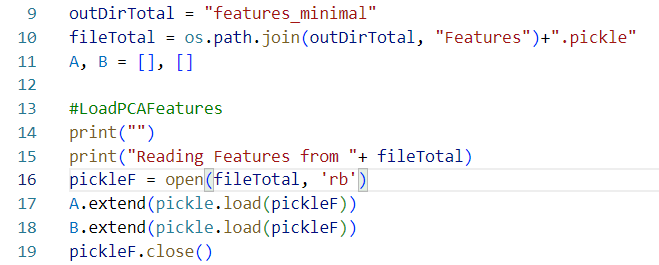 9 outDirTotal = "features_minimal"
10 fileTotal = os.path.join(outDirTotal, "Features")+".pickle"
11 A, B = [], []
12
13 #LoadPCAFeatures
14 print("")
15 print("Reading Features from "+ fileTotal)
16 pickleF = open(fileTotal, 'rb')
17 A.extend(pickle.load(pickleF))
18 B.extend(pickle.load(pickleF))
19 pickleF.close()